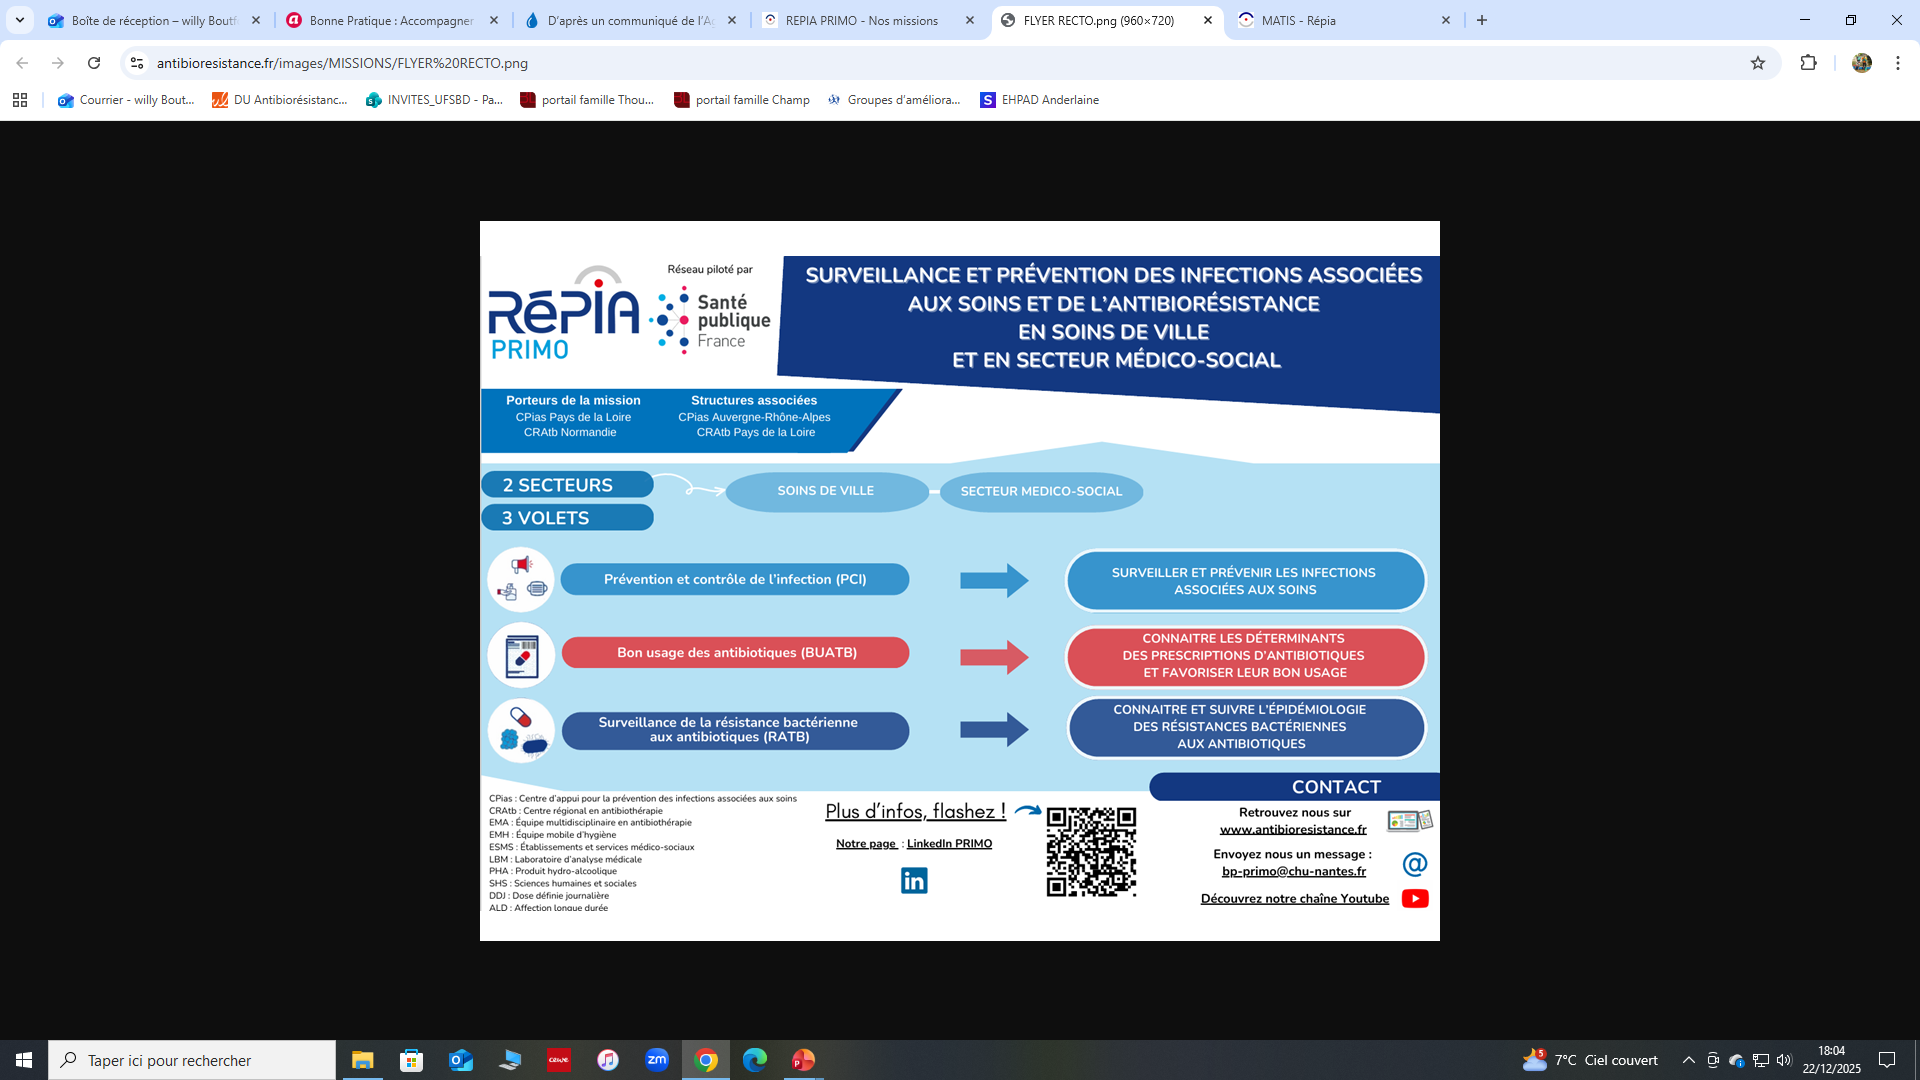 Boîte de réception – willy Boutf
Bonne Pratique : Accompagner
D'après un communiqué de l'A
REPIA PRIMO - Nos missions
FLYER RECTO.png (960×720)
MATIS - Répia
antibioresistance.fr/images/MISSIONS/FLYER%20RECTO.png
Courrier - willy Bout...
DU Antibiorésistanc...
INVITES_UFSBD - Pa...
portail famille Thou...
portail famille Champ
Groupes d'améliora...
EHPAD Anderlaine
RéPIA
PRIMO
Réseau piloté par
Santé
publique
France
SURVEILLANCE ET PRÉVENTION DES INFECTIONS ASSOCIÉES
AUX SOINS ET DE L'ANTIBIORÉSISTANCE
EN SOINS DE VILLE
ET EN SECTEUR MÉDICO-SOCIAL
Porteurs de la mission
CPias Pays de la Loire
CRAtb Normandie
Structures associées
CPias Auvergne-Rhône-Alpes
CRAtb Pays de la Loire
2 SECTEURS
SOINS DE VILLE
SECTEUR MEDICO-SOCIAL
3 VOLETS
Prévention et contrôle de l'infection (PCI)
SURVEILLER ET PRÉVENIR LES INFECTIONS
ASSOCIÉES AUX SOINS
Bon usage des antibiotiques (BUATB)
CONNAITRE LES DÉTERMINANTS
DES PRESCRIPTIONS D'ANTIBIOTIQUES
ET FAVORISER LEUR BON USAGE
Surveillance de la résistance bactérienne
aux antibiotiques (RATB)
CONNAITRE ET SUIVRE L'ÉPIDÉMIOLOGIE
DES RÉSISTANCES BACTÉRIENNES
AUX ANTIBIOTIQUES
CPias : Centre d'appui pour la prévention des infections associées aux soins
CRAtb : Centre régional en antibiothérapie
EMA : Équipe multidisciplinaire en antibiothérapie
EMH : Équipe mobile d'hygiène
ESMS : Établissements et services médico-sociaux
LBM : Laboratoire d'analyse médicale
PHA : Produit hydro-alcoolique
SHS : Sciences humaines et sociales
DDJ : Dose définie journalière
ALD : Affection longue durée
Plus d'infos, flashez !
Notre page : LinkedIn PRIMO
in
CONTACT
Retrouvez nous sur
www.antibioresistance.fr
Envoyez nous un message :
bp-primo@chu-nantes.fr
@
Découvrez notre chaîne Youtube
Taper ici pour rechercher
cewe
zm
5
7°C Ciel couvert
18:04
22/12/2025